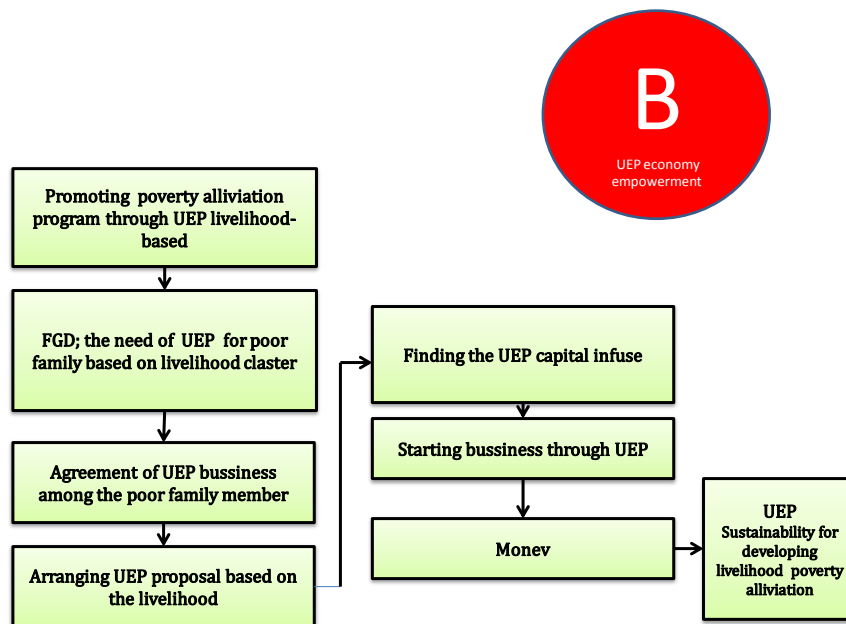 B
UEP economy
empowerment
Promoting poverty alliviation
program through UEP livelihood-
based
FGD; the need of UEP for poor
family based on livelihood claster
Agreement of UEP bussiness
among the poor family member
Arranging UEP proposal based on
the livelihood
Finding the UEP capital infuse
Starting bussiness through UEP
Monev
UEP
Sustainability for
developing
livelihood poverty
alliviation